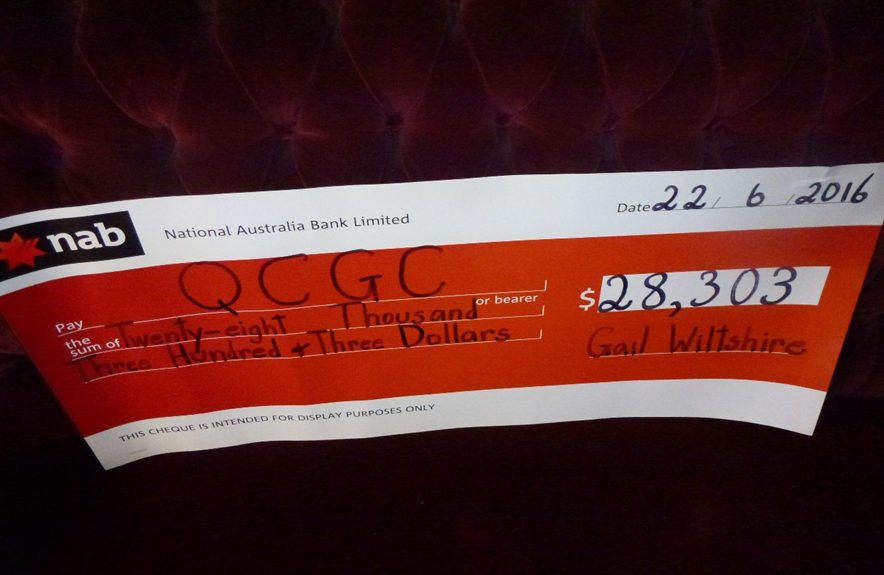 nab
National Australia Bank Limited
Date 22/ 6 /2016
Pay QCGC or bearer
the sum of Twenty-eight Thousand
Three Hundred & Three Dollars
$28,303
Gail Wiltshire
THIS CHEQUE IS INTENDED FOR DISPLAY PURPOSES ONLY